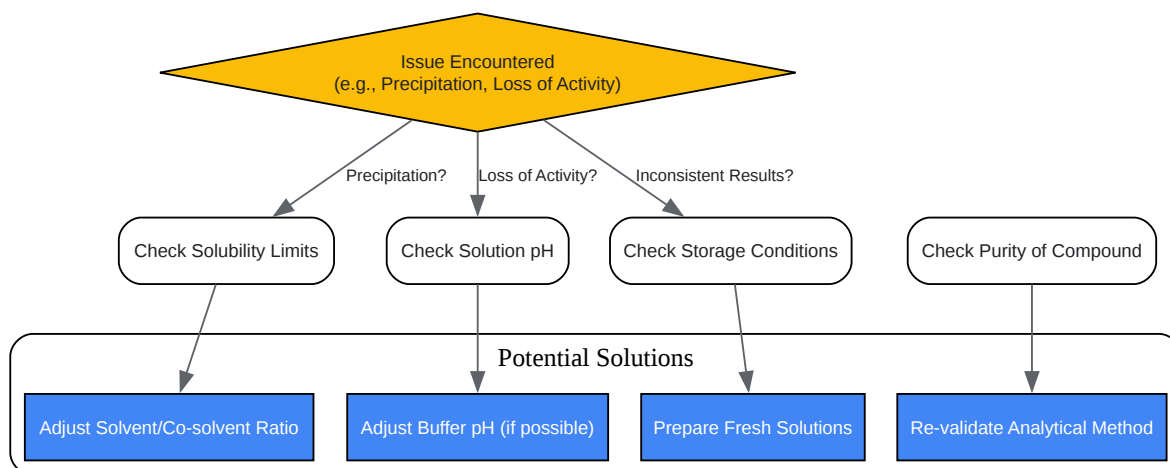 Issue Encountered
(e.g., Precipitation, Loss of Activity)
Precipitation?
Loss of Activity?
Inconsistent Results?
Check Solubility Limits
Check Solution pH
Check Storage Conditions
Check Purity of Compound
Potential Solutions
Adjust Solvent/Co-solvent Ratio
Adjust Buffer pH (if possible)
Prepare Fresh Solutions
Re-validate Analytical Method